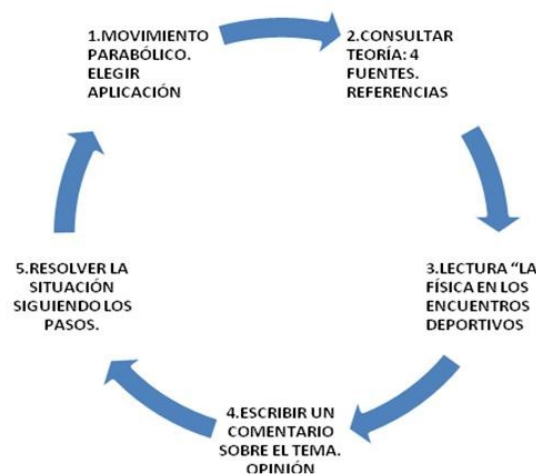 1.MOVIMIENTO
PARABÓLICO.
ELEGIR
APLICACIÓN
2.CONSULTAR
TEORÍA: 4
FUENTES.
REFERENCIAS
3.LECTURA “LA
FÍSICA EN LOS
ENCUENTROS
DEPORTIVOS
4.ESCRIBIR UN
COMENTARIO
SOBRE EL TEMA.
OPINIÓN
5.RESOLVER LA
SITUACIÓN
SIGUIENDO LOS
PASOS.